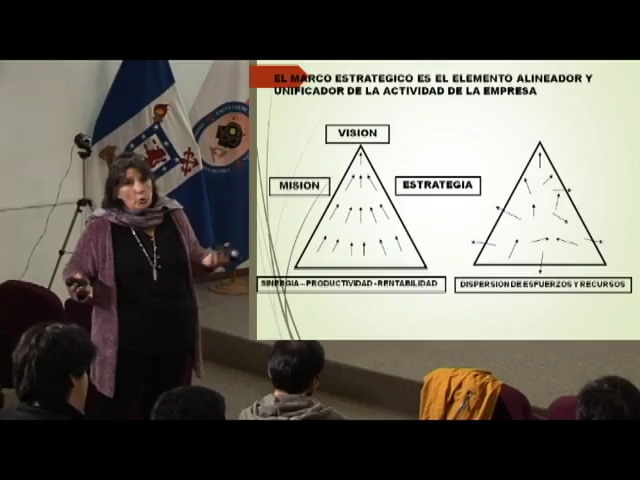 EL MARCO ESTRATEGICO ES EL ELEMENTO ALINEADOR Y
UNIFICADOR DE LA ACTIVIDAD DE LA EMPRESA
VISION
MISION
ESTRATEGIA
SINERGIA – PRODUCTIVIDAD - RENTABILIDAD
DISPERSIÓN DE ESFUERZOS Y RECURSOS